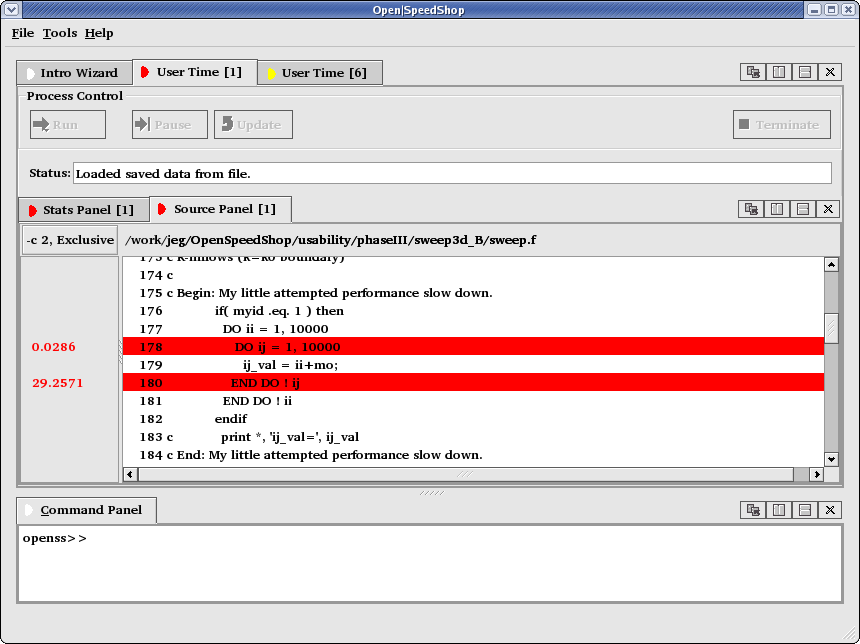 Open|SpeedShop
File Tools Help
Intro Wizard User Time [1] User Time [6]
Process Control
Run Pause Update Terminate
Status: Loaded saved data from file.
Stats Panel [1] Source Panel [1]
-c 2, Exclusive /work/jeg/OpenSpeedShop/usability/phaseIII/sweep3d_B/sweep.f
174 c
175 c Begin: My little attempted performance slow down.
176 if( myid .eq. 1 ) then
177 DO ii = 1, 10000
0.0286 178 DO ij = 1, 10000
179 ij_val = ii+mo;
29.2571 180 END DO ! ij
181 END DO ! ii
182 endif
183 c print *, 'ij_val=', ij_val
184 c End: My little attempted performance slow down.
Command Panel
openss>>